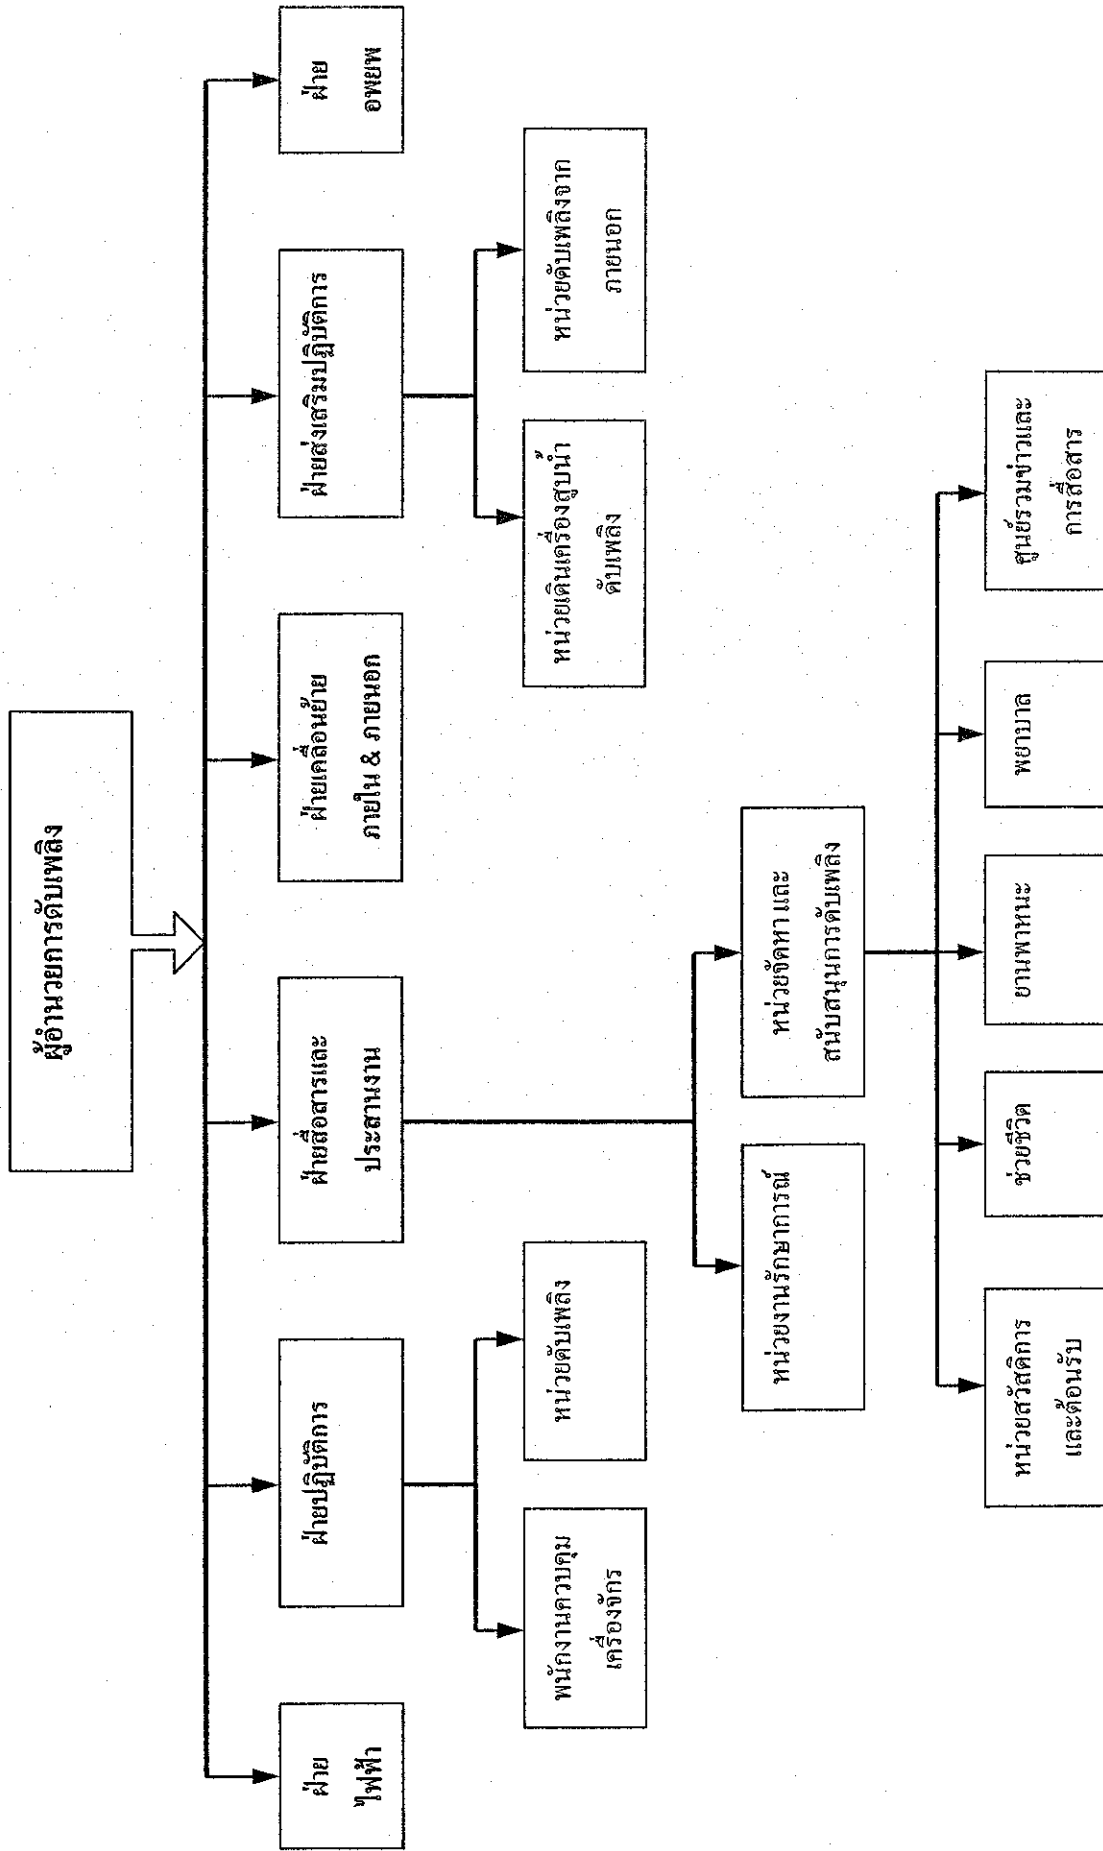 ผู้อำนวยการดับเพลิง
ฝ่าย
ไฟฟ้า
ฝ่ายปฏิบัติการ
ฝ่ายสื่อสารและ
ประสานงาน
ฝ่ายเคลื่อนย้าย
ภายใน & ภายนอก
ฝ่ายส่งเสริมปฏิบัติการ
ฝ่าย
อพยพ
พนักงานควบคุม
เครื่องจักร
หน่วยดับเพลิง
หน่วยเดินเครื่องสูบน้ำ
ดับเพลิง
หน่วยดับเพลิงจาก
ภายนอก
หน่วยงานรักษาการณ์
หน่วยจัดหา และ
สนับสนุนการดับเพลิง
หน่วยสวัสดิการ
และต้อนรับ
ช่วยชีวิต
ยานพาหนะ
พยาบาล
ศูนย์รวมข่าวและ
การสื่อสาร